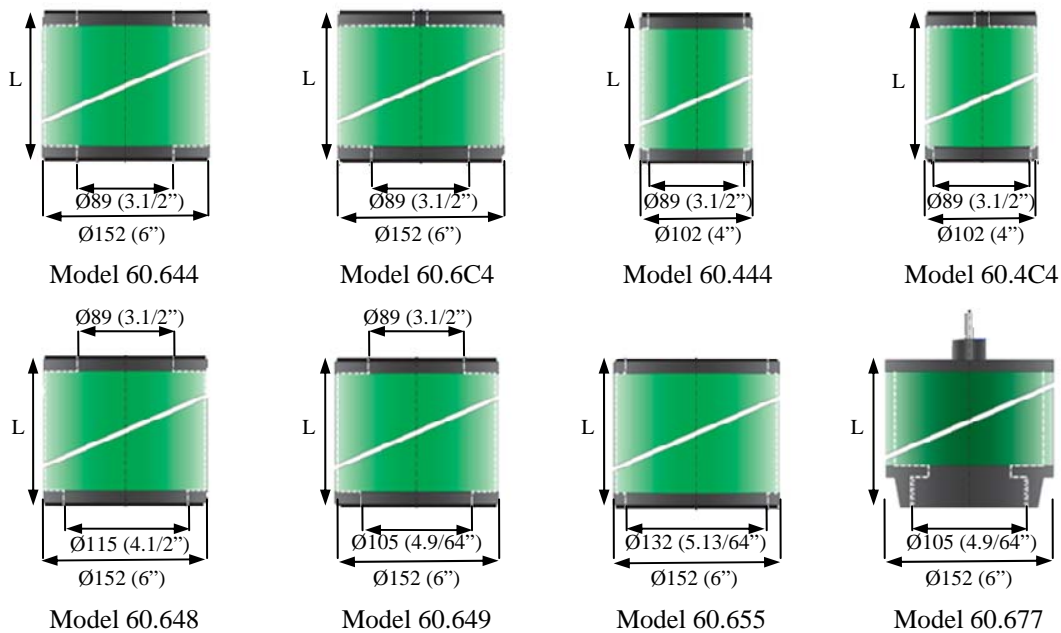 L
Ø89 (3.1/2”)
Ø152 (6”)
Model 60.644
L
Ø89 (3.1/2”)
Ø152 (6”)
Model 60.6C4
L
Ø89 (3.1/2”)
Ø102 (4”)
Model 60.444
L
Ø89 (3.1/2”)
Ø102 (4”)
Model 60.4C4
Ø89 (3.1/2”)
L
Ø115 (4.1/2”)
Ø152 (6”)
Model 60.648
Ø89 (3.1/2”)
L
Ø105 (4.9/64”)
Ø152 (6”)
Model 60.649
L
Ø132 (5.13/64”)
Ø152 (6”)
Model 60.655
L
Ø105 (4.9/64”)
Ø152 (6”)
Model 60.677